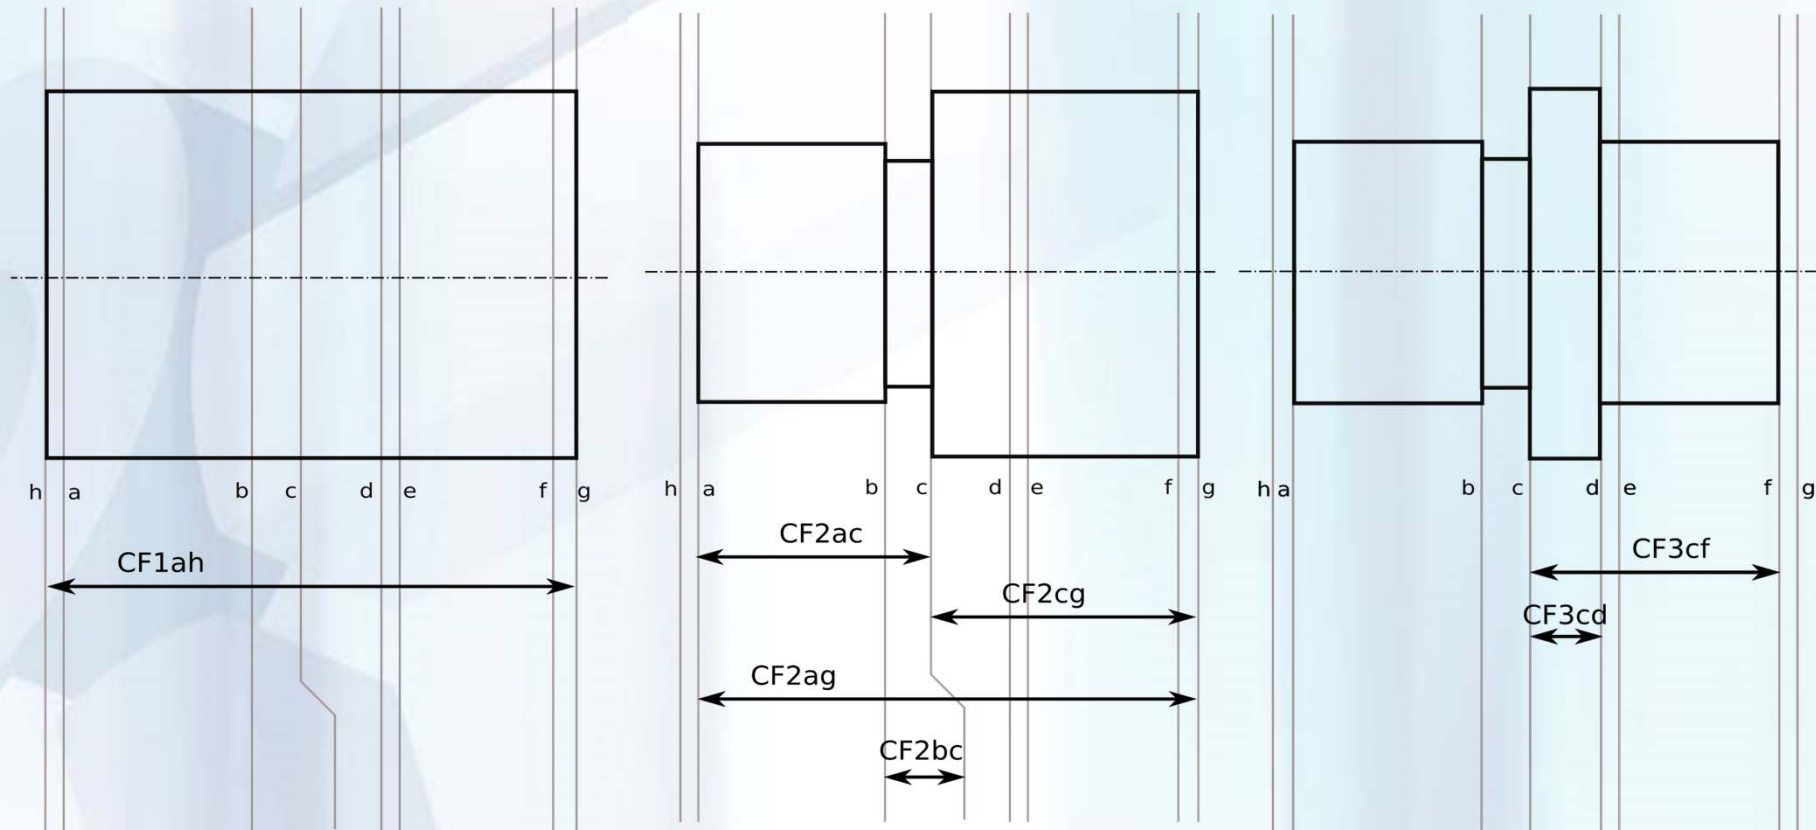 h a b c d e f g
h a b c d e f g
h a b c d e f g
CF1ah
CF2ac
CF2cg
CF2ag
CF2bc
CF3cf
CF3cd